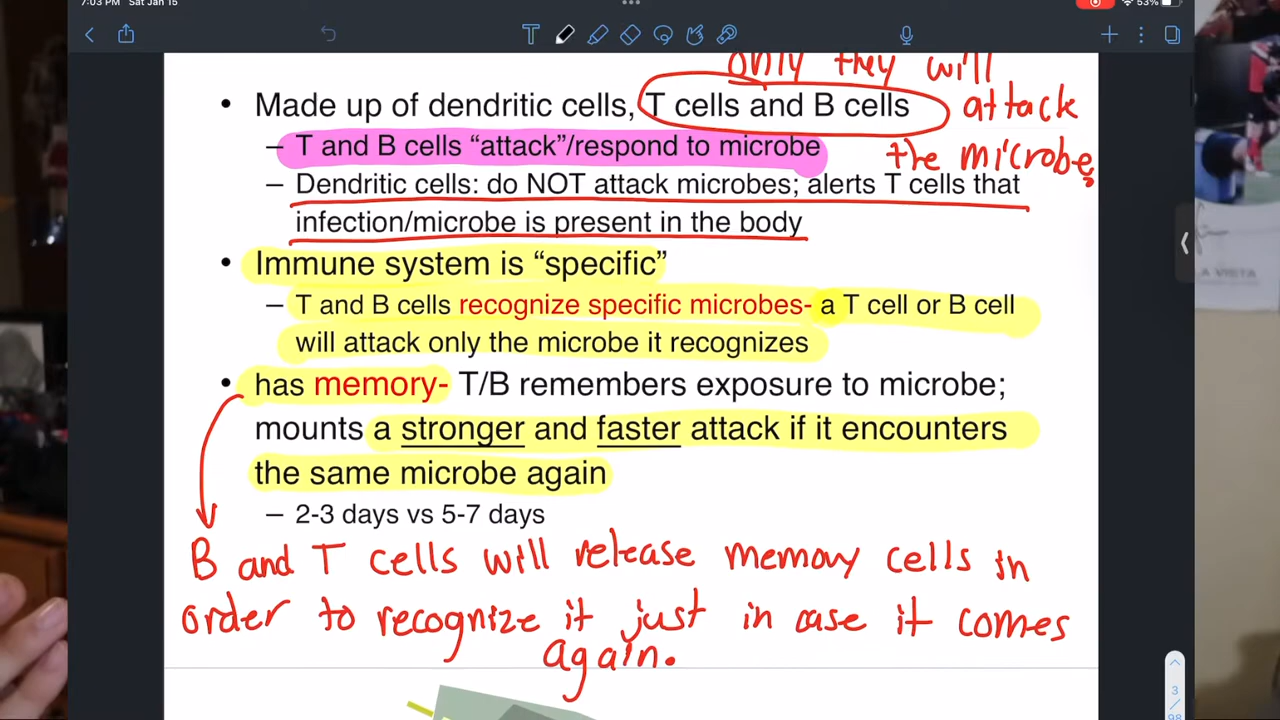 7:03 PM Sat Jan 15
53%
only they will
• Made up of dendritic cells, T cells and B cells attack
– T and B cells “attack”/respond to microbe the microbe.
– Dendritic cells: do NOT attack microbes; alerts T cells that
infection/microbe is present in the body
• Immune system is “specific”
– T and B cells recognize specific microbes- a T cell or B cell
will attack only the microbe it recognizes
• has memory- T/B remembers exposure to microbe;
mounts a stronger and faster attack if it encounters
the same microbe again
– 2-3 days vs 5-7 days
B and T cells will release memory cells in
order to recognize it just in case it comes
again.
3 / 98
LA VISTA